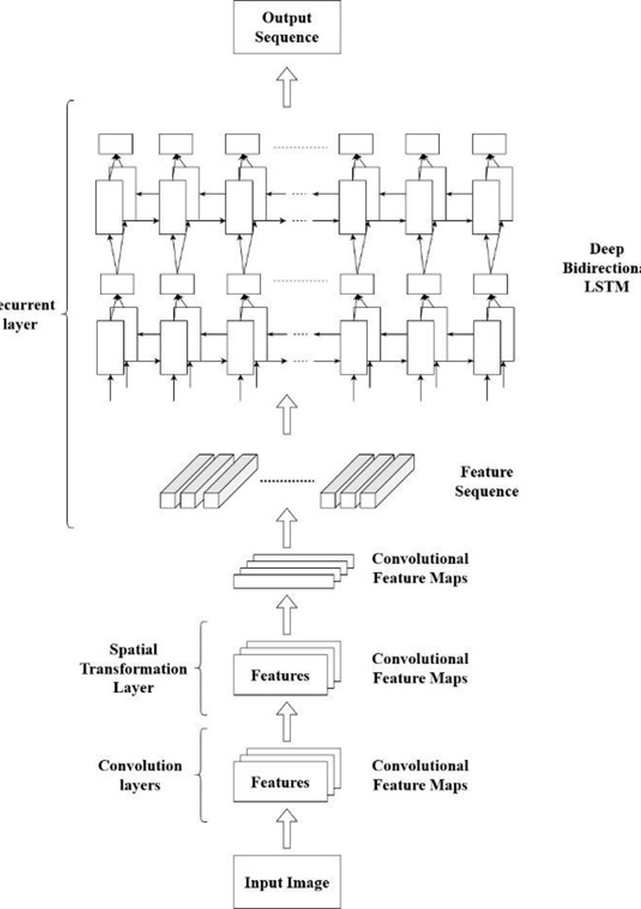 Output
Sequence
Deep
Bidirectiona
LSTM
ecurrent
layer
Feature
Sequence
Convolutional
Feature Maps
Spatial
Transformation
Layer
Features
Convolutional
Feature Maps
Convolution
layers
Features
Convolutional
Feature Maps
Input Image